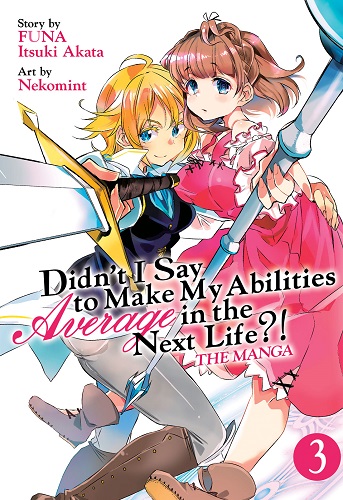 Story by
FUNA
Itsuki Akata
Art by
Nekomint
Didn't I Say
to Make My Abilities
Average in the
Next Life?!
THE MANGA
3